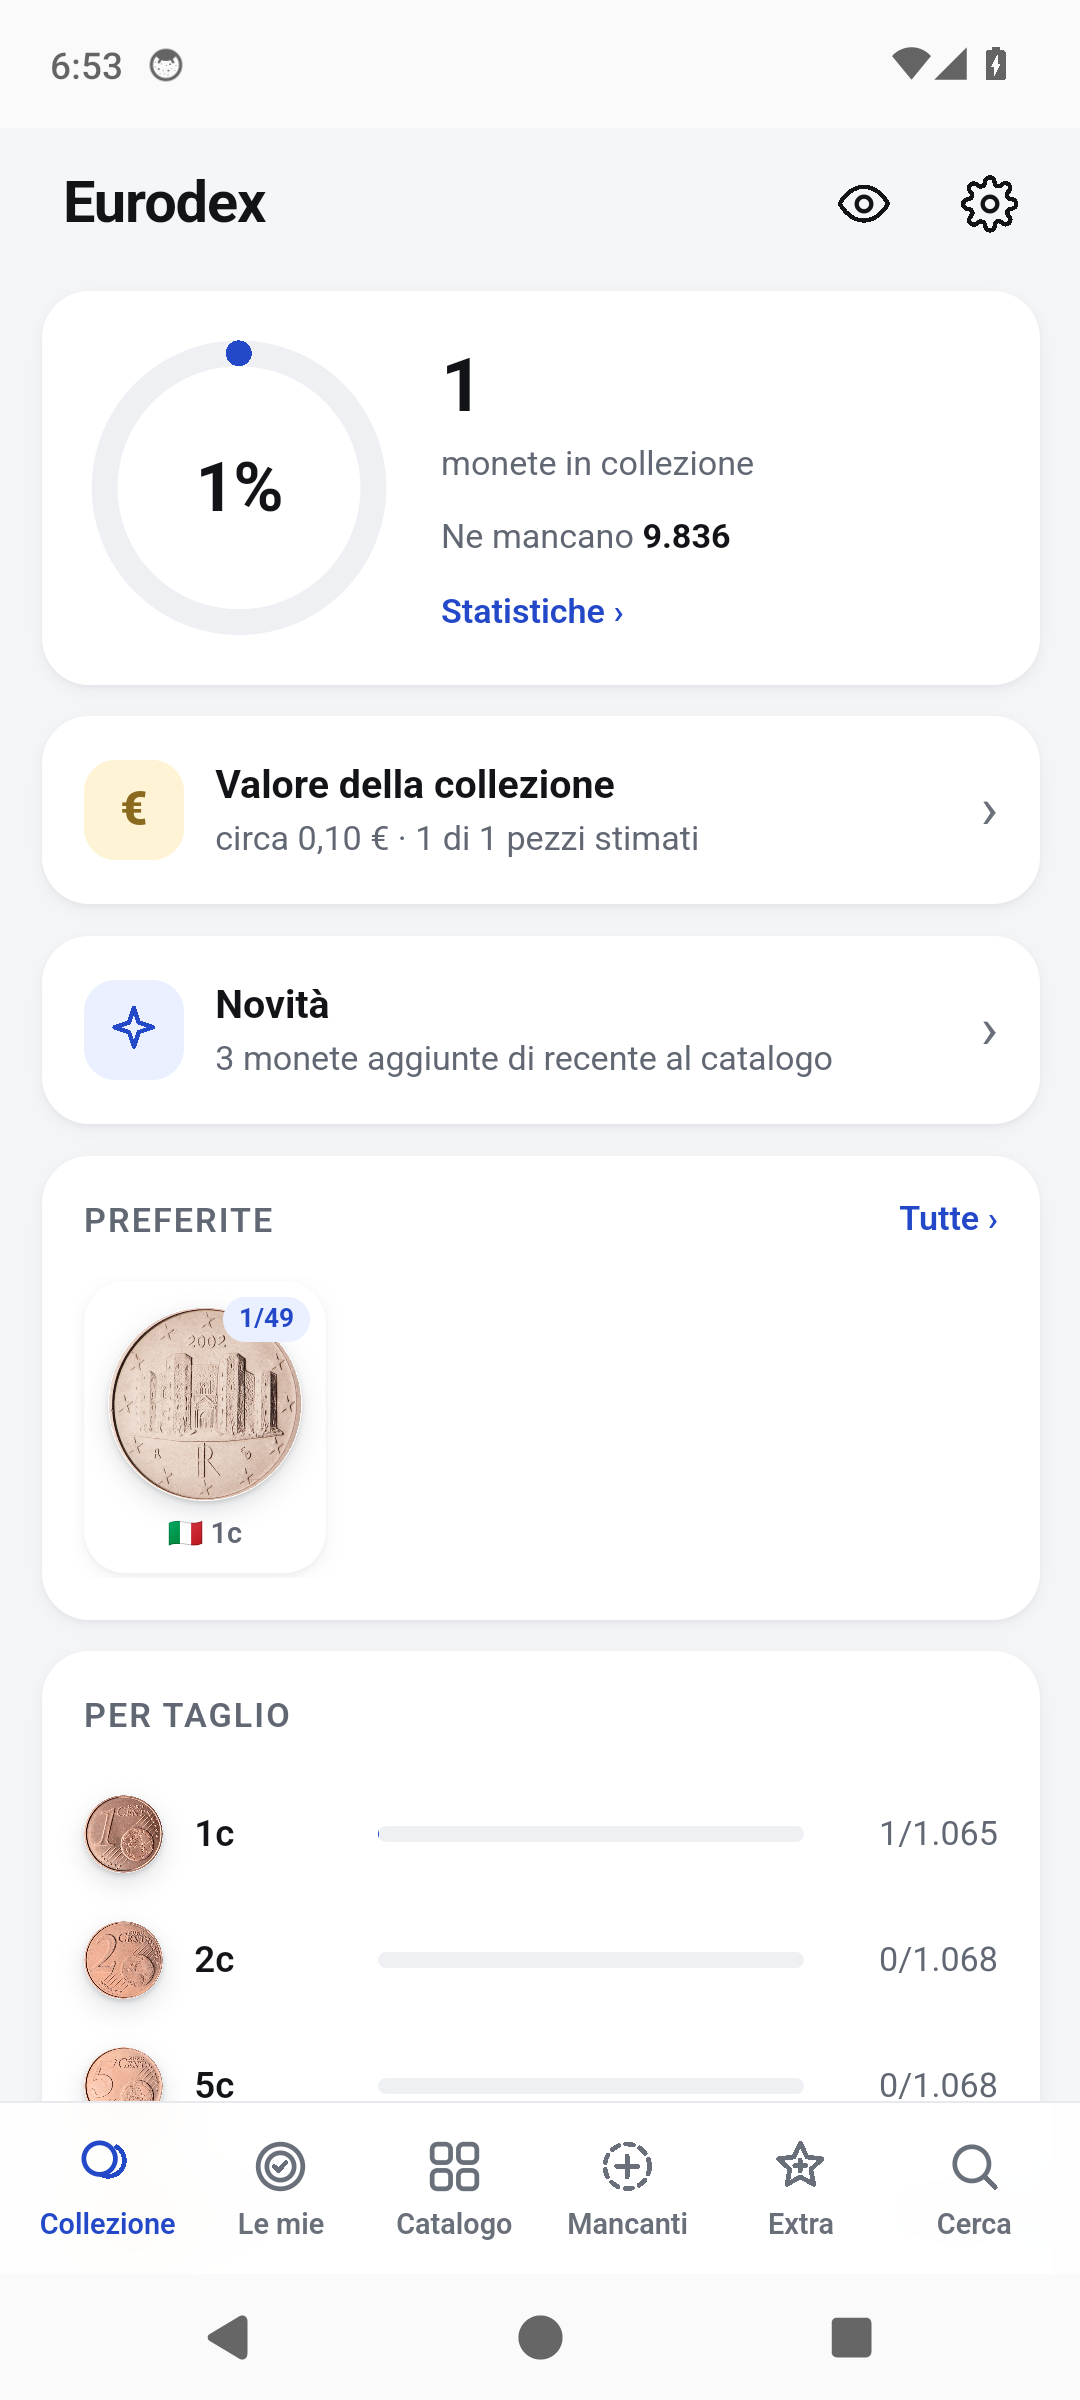 6:53
Eurodex
1%
1
monete in collezione
Ne mancano 9.836
Statistiche ›
€
Valore della collezione
circa 0,10 € · 1 di 1 pezzi stimati
Novità
3 monete aggiunte di recente al catalogo
PREFERITE
Tutte ›
1/49
2002
🇮🇹 1c
PER TAGLIO
1c
1/1.065
2c
0/1.068
5c
0/1.068
Collezione
Le mie
Catalogo
Mancanti
Extra
Cerca